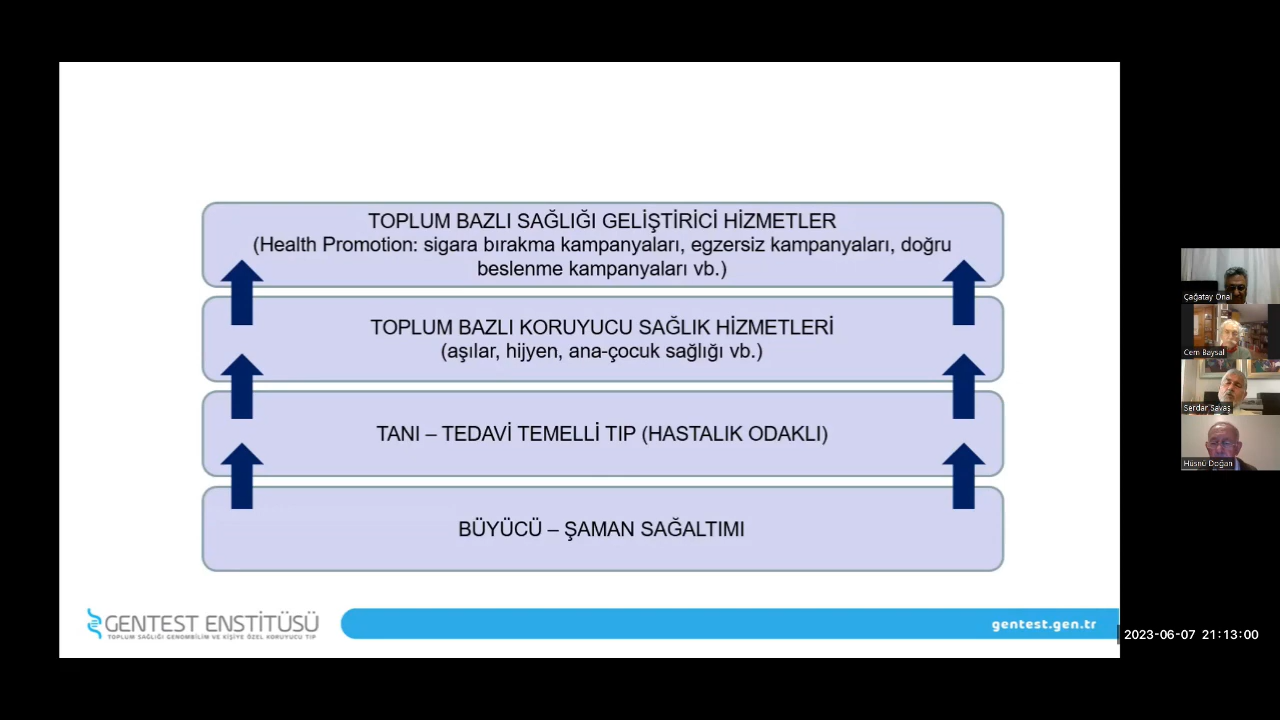 TOPLUM BAZLI SAĞLIĞI GELİŞTİRİCİ HİZMETLER
(Health Promotion: sigara bırakma kampanyaları, egzersiz kampanyaları, doğru
beslenme kampanyaları vb.)
TOPLUM BAZLI KORUYUCU SAĞLIK HİZMETLERİ
(aşılar, hijyen, ana-çocuk sağlığı vb.)
TANI – TEDAVİ TEMELLİ TIP (HASTALIK ODAKLI)
BÜYÜCÜ – ŞAMAN SAĞALTIMI
GENTEST ENSTİTÜSÜ
TOPLUM SAĞLIĞI GENOMBİLİM VE KİŞİYE ÖZEL KORUYUCU TIP
gentest.gen.tr
2023-06-07 21:13:00
Çağatay Önal
Cem Baysal
Serdar Savaş
Hüsnü Doğan